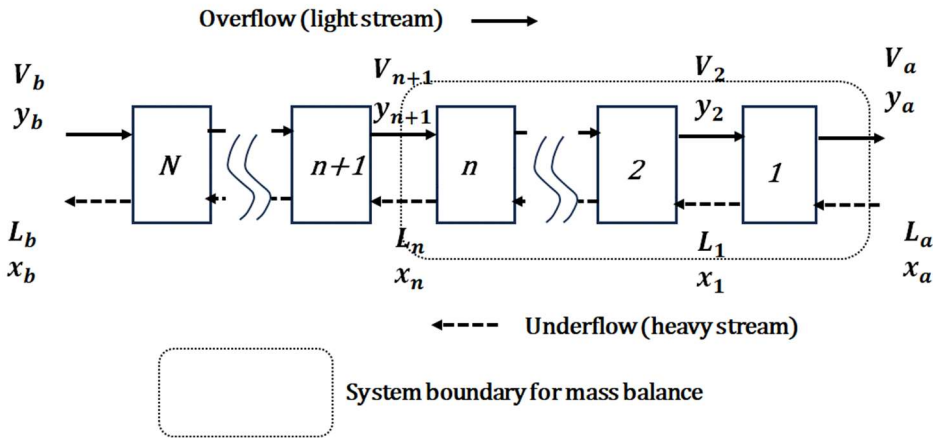 Overflow (light stream)
V_b
y_b
V_{n+1}
y_{n+1}
V_2
y_2
V_a
y_a
N
n+1
n
2
1
L_b
x_b
L_n
x_n
L_1
x_1
L_a
x_a
Underflow (heavy stream)
System boundary for mass balance